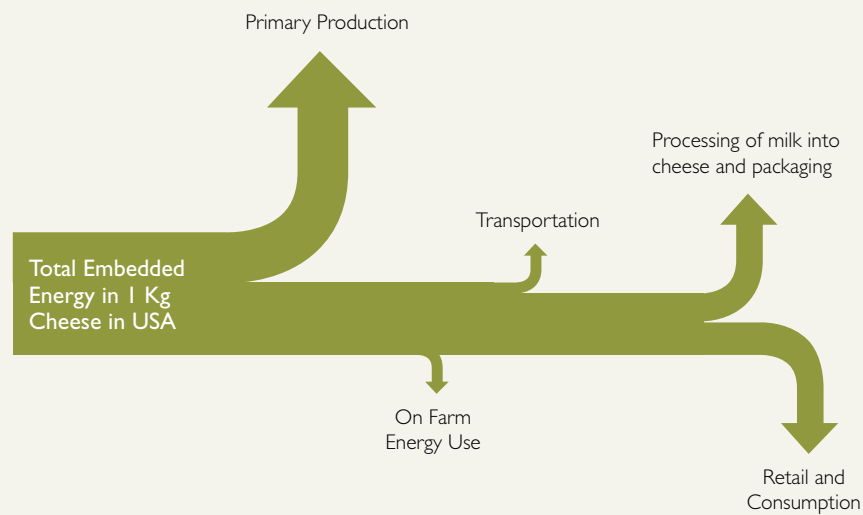 Primary Production
Processing of milk into
cheese and packaging
Transportation
Total Embedded
Energy in 1 Kg
Cheese in USA
On Farm
Energy Use
Retail and
Consumption